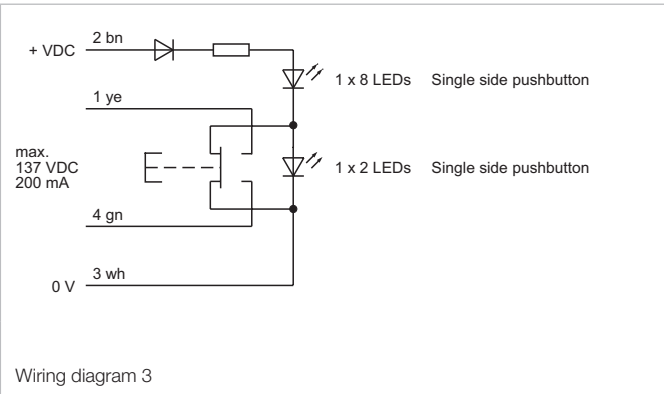 + VDC 2 bn
1 x 8 LEDs Single side pushbutton
1 ye
max.
137 VDC
200 mA
1 x 2 LEDs Single side pushbutton
4 gn
0 V 3 wh
Wiring diagram 3